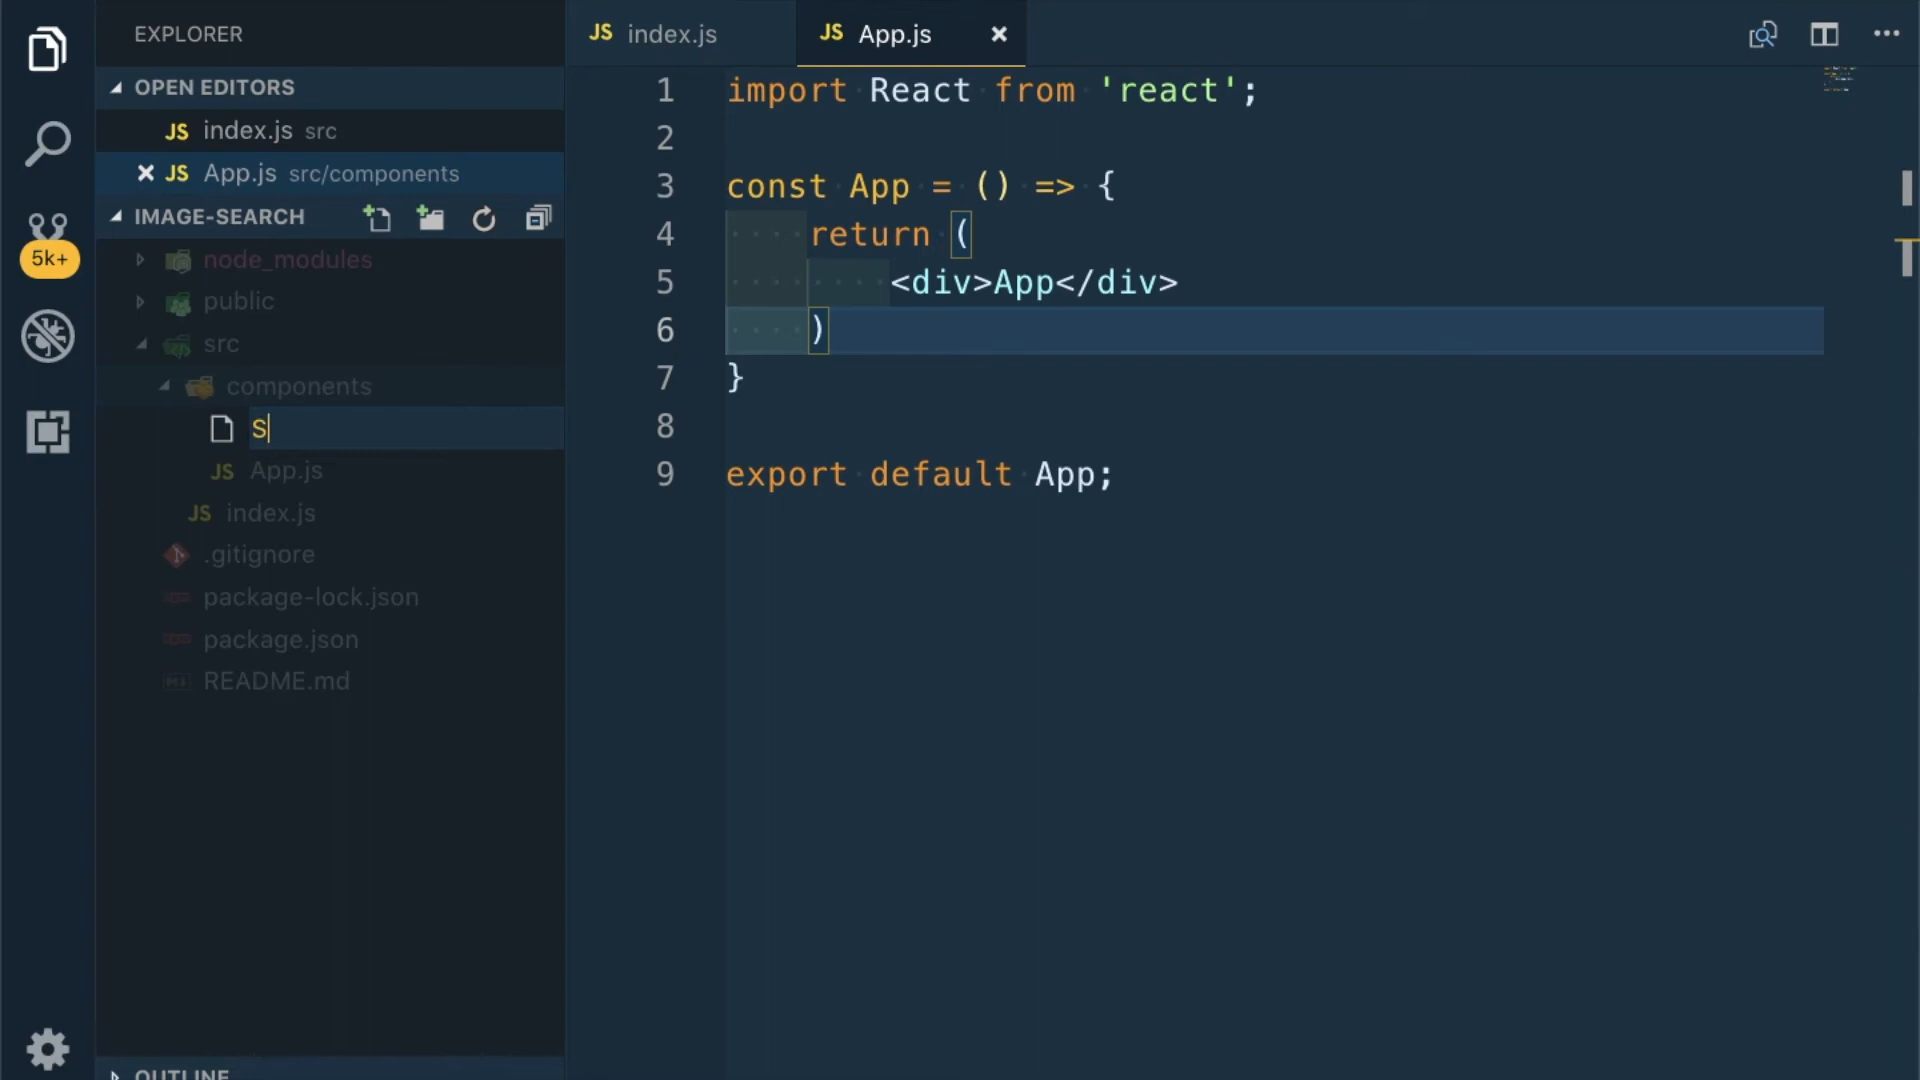 EXPLORER
OPEN EDITORS
JS index.js src
JS App.js src/components
IMAGE-SEARCH
5k+
node_modules
public
src
components
S
JS App.js
JS index.js
.gitignore
package-lock.json
package.json
README.md
OUTLINE
JS index.js
JS App.js
1 import React from 'react';
2
3 const App = () => {
4 return (
5 <div>App</div>
6 )
7 }
8
9 export default App;